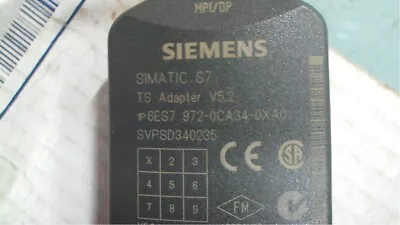 MPI/DP
SIEMENS
SIMATIC S7
TS Adapter V5.2
1P 6ES7 972-0CA34-0XA0
SVPSD340235
X 2 3
4 5 6
7 8 9
CE
FM